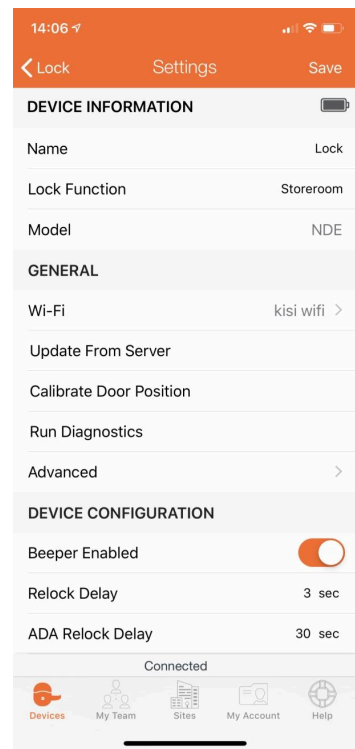 14:06
Lock Settings Save
DEVICE INFORMATION
Name Lock
Lock Function Storeroom
Model NDE
GENERAL
Wi-Fi kisi wifi
Update From Server
Calibrate Door Position
Run Diagnostics
Advanced
DEVICE CONFIGURATION
Beeper Enabled
Relock Delay 3 sec
ADA Relock Delay 30 sec
Connected
Devices My Team Sites My Account Help